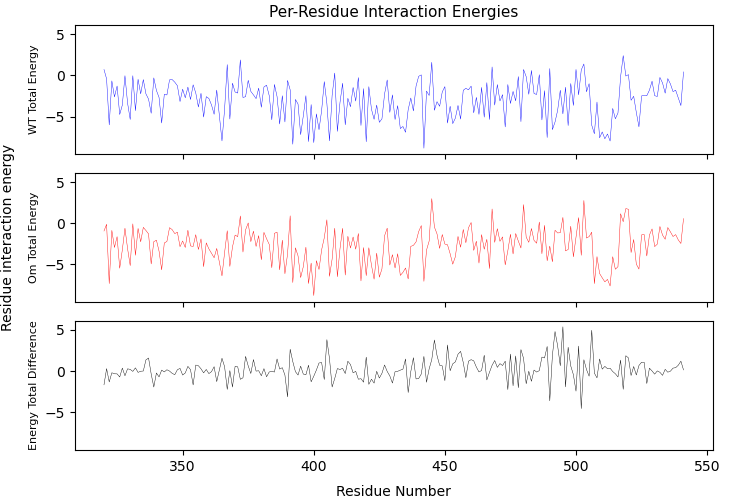 Per-Residue Interaction Energies
Residue interaction energy
WT Total Energy
5
0
−5
Om Total Energy
5
0
−5
Energy Total Difference
5
0
−5
350
400
450
500
550
Residue Number